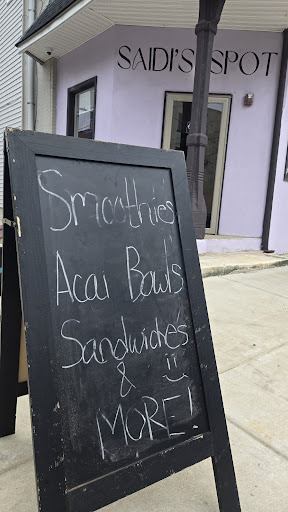 SAIDI'S SPOT
Smoothies
Acai Bowls
Sandwiches
&
MORE!